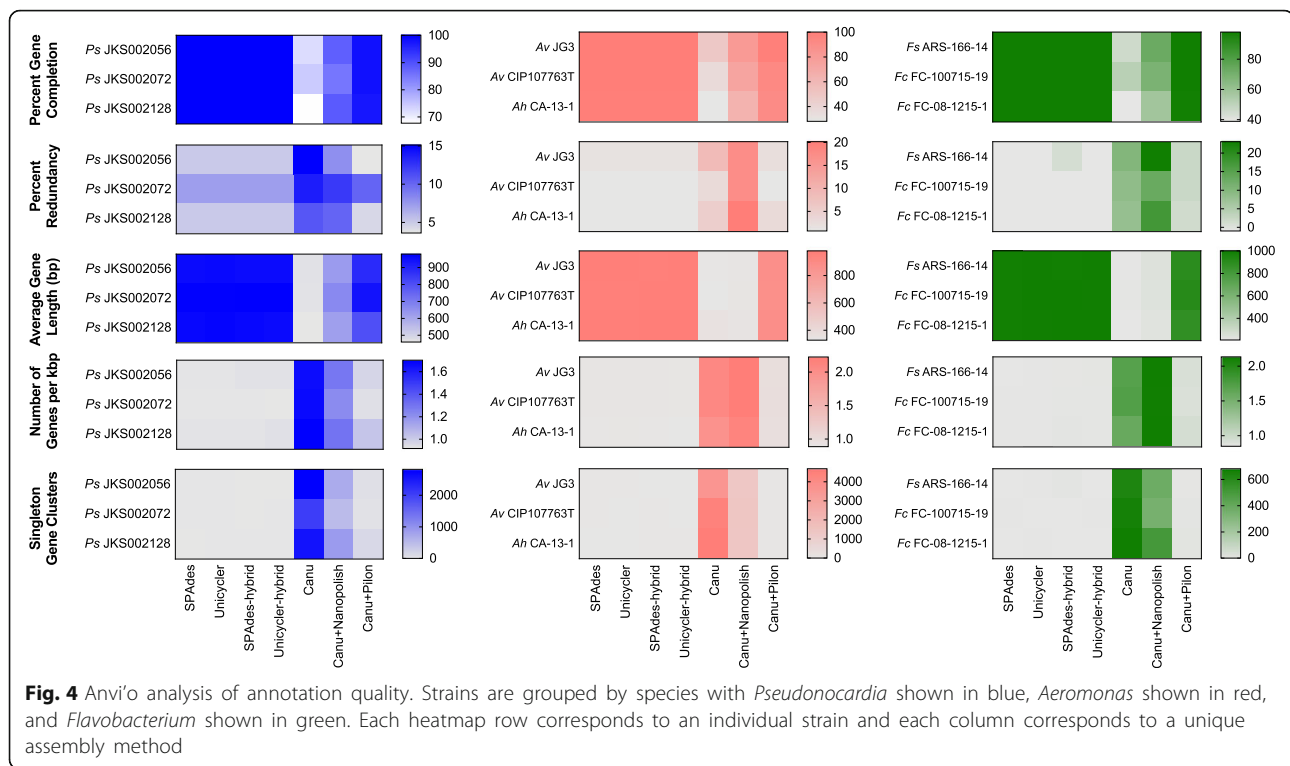 Percent Gene
Completion
Ps JKS002056
Ps JKS002072
Ps JKS002128
100
90
80
70
Av JG3
Av CIP107763T
Ah CA-13-1
100
80
60
40
Fs ARS-166-14
Fc FC-100715-19
Fc FC-08-1215-1
80
60
40
Percent
Redundancy
Ps JKS002056
Ps JKS002072
Ps JKS002128
15
10
5
Av JG3
Av CIP107763T
Ah CA-13-1
20
15
10
5
Fs ARS-166-14
Fc FC-100715-19
Fc FC-08-1215-1
20
15
10
5
0
Average Gene
Length (bp)
Ps JKS002056
Ps JKS002072
Ps JKS002128
900
800
700
600
500
Av JG3
Av CIP107763T
Ah CA-13-1
800
600
400
Fs ARS-166-14
Fc FC-100715-19
Fc FC-08-1215-1
1000
800
600
400
200
Number of
Genes per kbp
Ps JKS002056
Ps JKS002072
Ps JKS002128
1.6
1.4
1.2
1.0
Av JG3
Av CIP107763T
Ah CA-13-1
2.0
1.5
1.0
Fs ARS-166-14
Fc FC-100715-19
Fc FC-08-1215-1
2.0
1.5
1.0
Singleton
Gene Clusters
Ps JKS002056
Ps JKS002072
Ps JKS002128
2000
1000
0
Av JG3
Av CIP107763T
Ah CA-13-1
4000
3000
2000
1000
0
Fs ARS-166-14
Fc FC-100715-19
Fc FC-08-1215-1
600
400
200
0
SPAdes
Unicycler
SPAdes-hybrid
Unicycler-hybrid
Canu
Canu+Nanopolish
Canu+Pilon
SPAdes
Unicycler
SPAdes-hybrid
Unicycler-hybrid
Canu
Canu+Nanopolish
Canu+Pilon
SPAdes
Unicycler
SPAdes-hybrid
Unicycler-hybrid
Canu
Canu+Nanopolish
Canu+Pilon
Fig. 4 Anvi'o analysis of annotation quality. Strains are grouped by species with Pseudonocardia shown in blue, Aeromonas shown in red,
and Flavobacterium shown in green. Each heatmap row corresponds to an individual strain and each column corresponds to a unique
assembly method